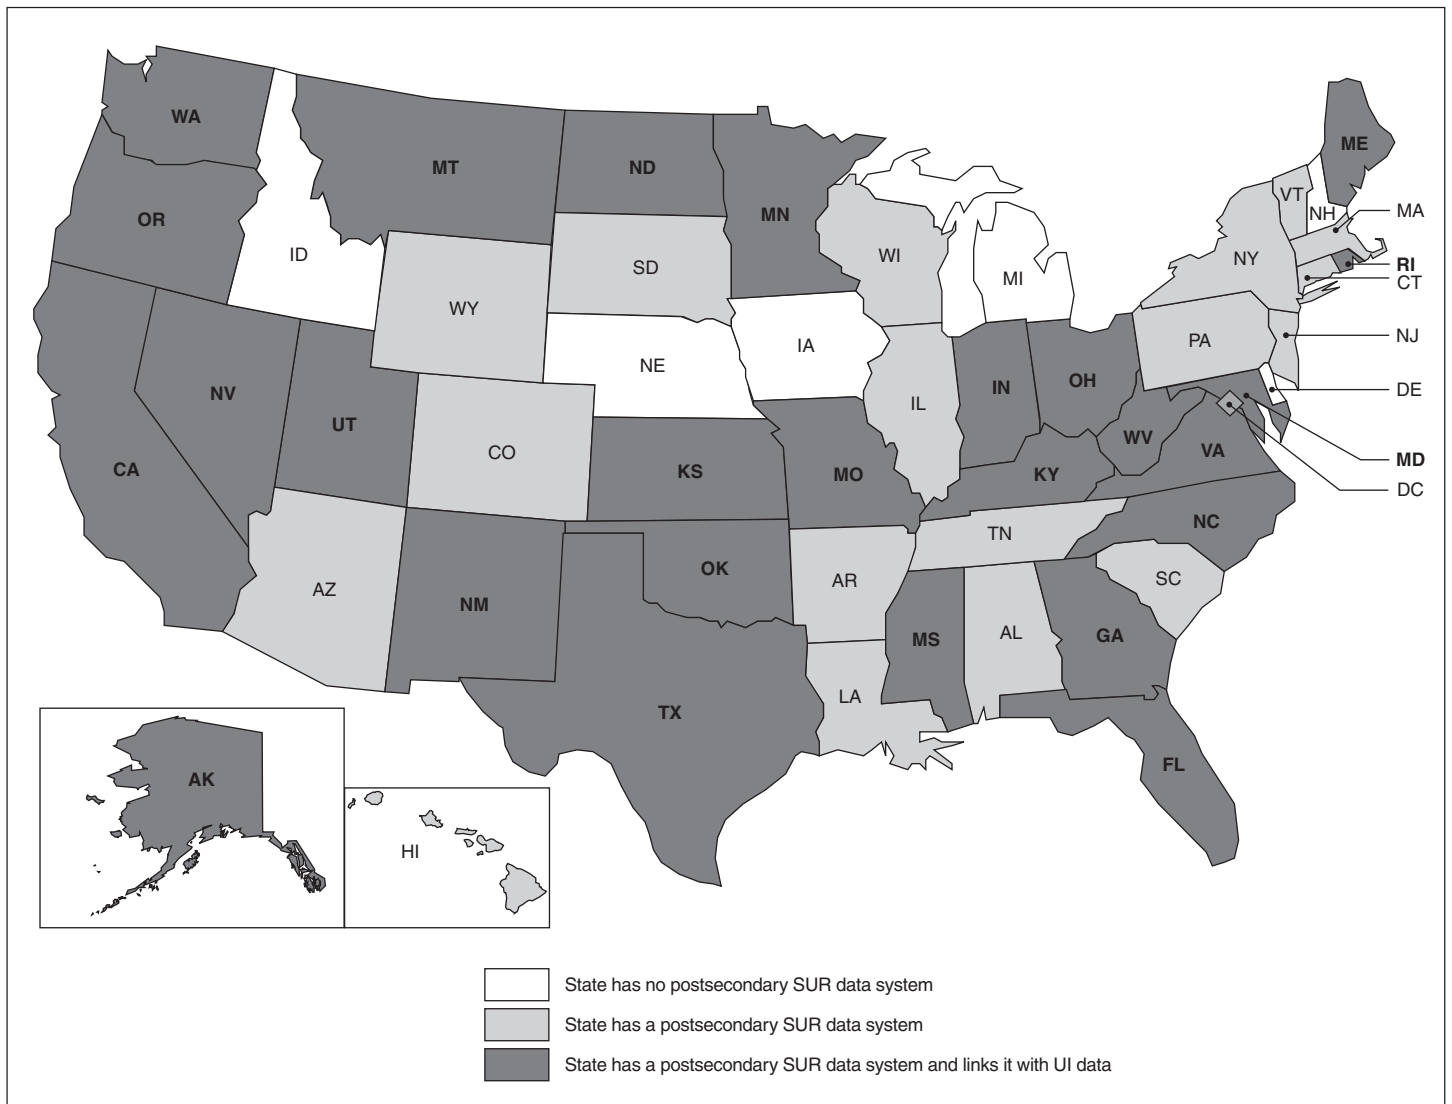 WA
MT
ND
ME
MN
VT
OR
NH
MA
ID
WI
NY
RI
SD
MI
CT
WY
PA
NJ
IA
NE
OH
IN
DE
NV
IL
UT
WV
CO
VA
MD
CA
KS
MO
KY
DC
NC
TN
OK
AR
SC
AZ
NM
MS
AL
GA
LA
TX
FL
AK
HI
State has no postsecondary SUR data system
State has a postsecondary SUR data system
State has a postsecondary SUR data system and links it with UI data